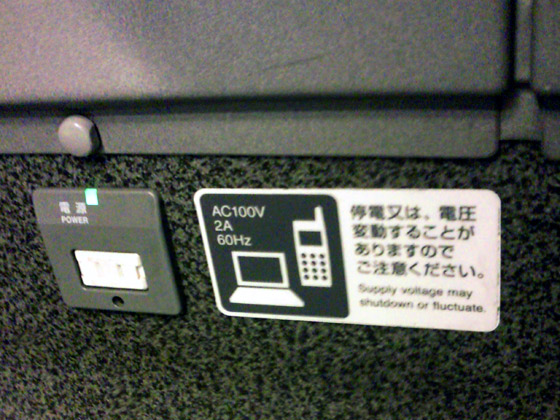 電源
POWER
AC100V
2A
60Hz
停電又は、電圧
変動することが
ありますので
ご注意ください。
Supply voltage may
shutdown or fluctuate.